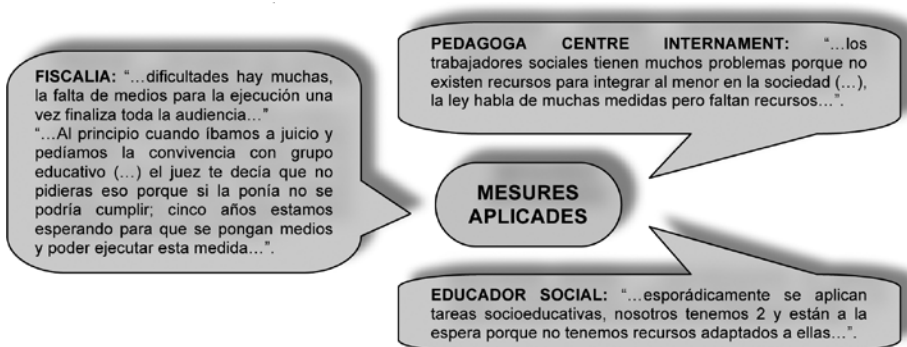 FISCALIA: “…dificultades hay muchas,
la falta de medios para la ejecución una
vez finaliza toda la audiencia…”
“…Al principio cuando íbamos a juicio y
pedíamos la convivencia con grupo
educativo (…) el juez te decía que no
pidieras eso porque si la ponía no se
podría cumplir; cinco años estamos
esperando para que se pongan medios
y poder ejecutar esta medida…”.
PEDAGOGA CENTRE INTERNAMENT: “…los
trabajadores sociales tienen muchos problemas porque no
existen recursos para integrar al menor en la sociedad (…),
la ley habla de muchas medidas pero faltan recursos…”.
MESURES
APLICADES
EDUCADOR SOCIAL: “…esporádicamente se aplican
tareas socioeducativas, nosotros tenemos 2 y están a la
espera porque no tenemos recursos adaptados a ellas…”.